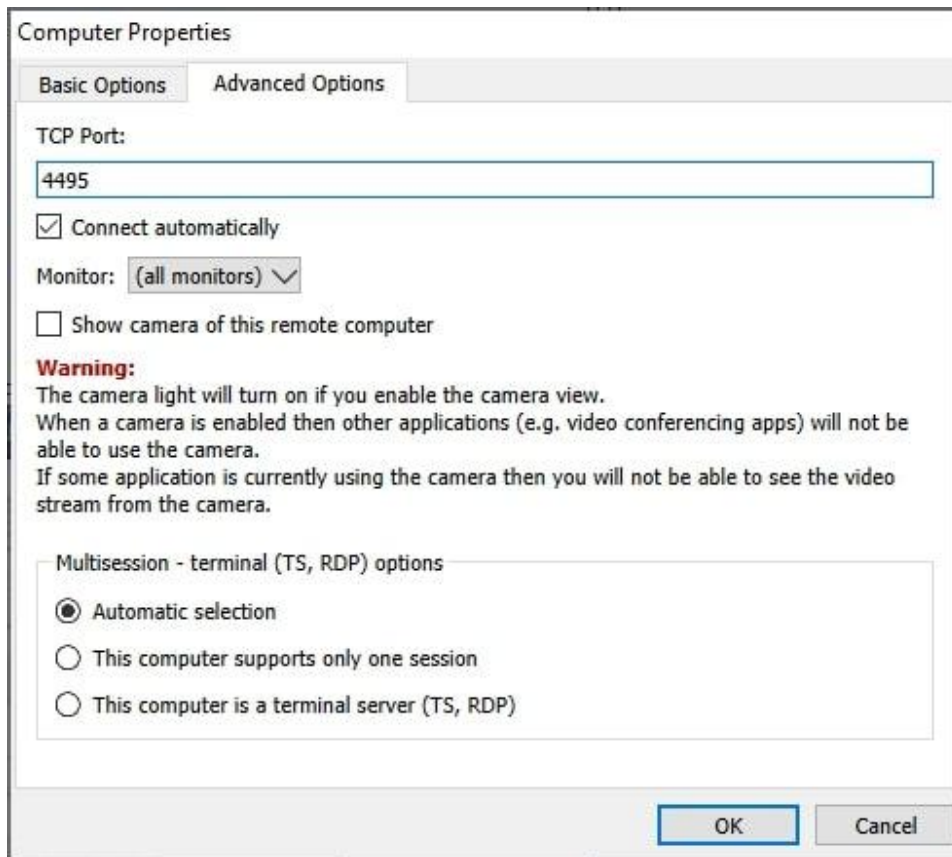 Computer Properties
Basic Options
Advanced Options
TCP Port:
4495
Connect automatically
Monitor: (all monitors)
Show camera of this remote computer
Warning:
The camera light will turn on if you enable the camera view.
When a camera is enabled then other applications (e.g. video conferencing apps) will not be
able to use the camera.
If some application is currently using the camera then you will not be able to see the video
stream from the camera.
Multisession - terminal (TS, RDP) options
Automatic selection
This computer supports only one session
This computer is a terminal server (TS, RDP)
OK
Cancel